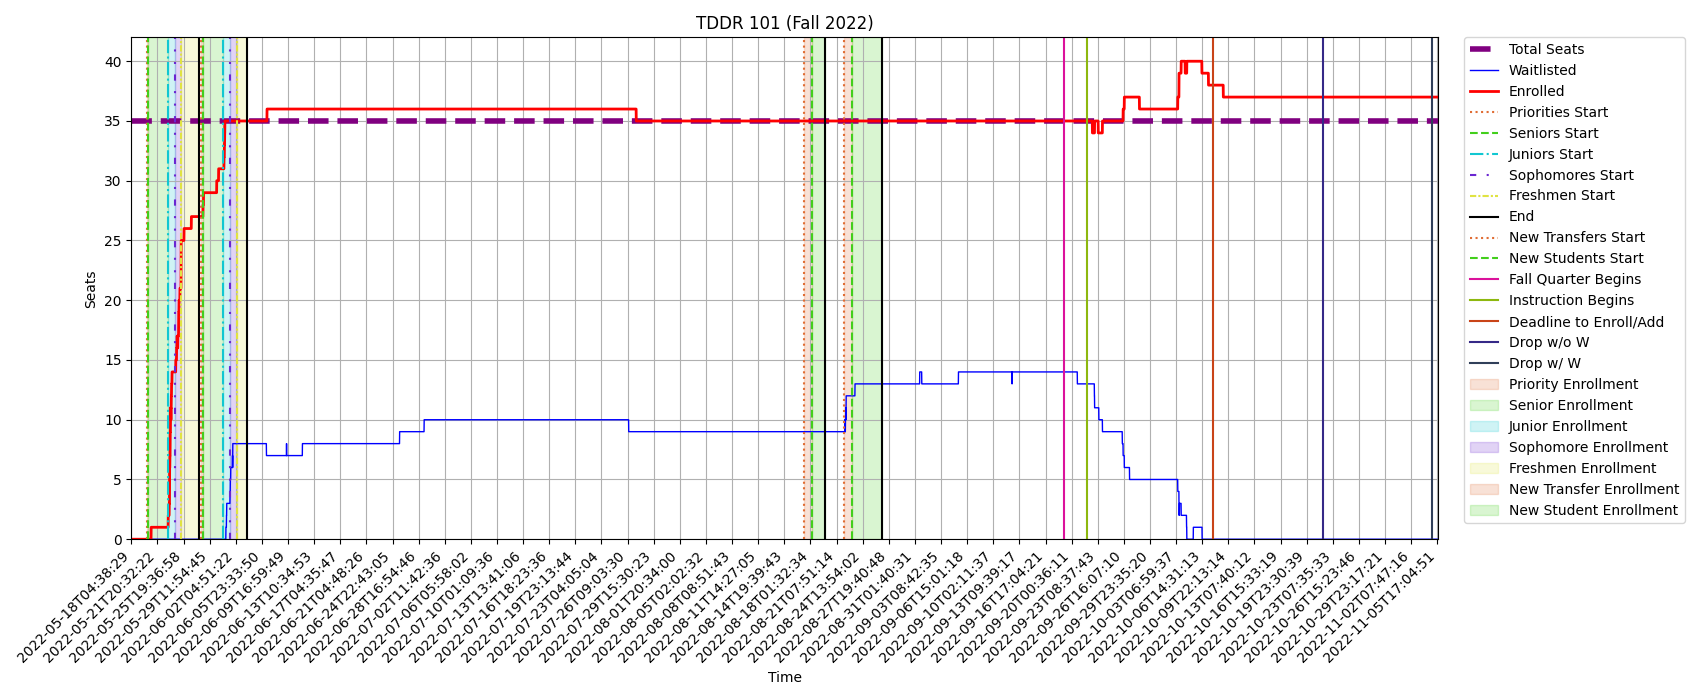 TDDR 101 (Fall 2022)
Seats
40
35
30
25
20
15
10
5
0
2022-05-18T04:38:29
2022-05-21T20:32:22
2022-05-25T19:36:58
2022-05-29T11:54:45
2022-06-02T04:51:22
2022-06-05T23:33:50
2022-06-09T16:59:49
2022-06-13T10:34:53
2022-06-17T04:35:47
2022-06-21T04:48:26
2022-06-24T22:43:05
2022-06-28T16:54:46
2022-07-02T11:42:36
2022-07-06T05:58:02
2022-07-10T01:09:36
2022-07-13T13:41:06
2022-07-16T18:23:36
2022-07-19T23:13:44
2022-07-23T04:05:04
2022-07-26T09:03:30
2022-07-29T15:30:23
2022-08-01T20:34:00
2022-08-05T02:02:32
2022-08-08T08:51:43
2022-08-11T14:27:05
2022-08-14T19:39:43
2022-08-18T01:32:34
2022-08-21T07:51:14
2022-08-24T13:54:02
2022-08-27T19:40:48
2022-08-31T01:40:31
2022-09-03T08:42:35
2022-09-06T15:01:18
2022-09-10T02:11:37
2022-09-13T09:39:17
2022-09-16T17:04:21
2022-09-20T00:36:11
2022-09-23T08:37:43
2022-09-26T16:07:10
2022-09-29T23:35:20
2022-10-03T06:59:37
2022-10-06T14:31:13
2022-10-09T22:13:14
2022-10-13T07:40:12
2022-10-16T15:33:19
2022-10-19T23:30:39
2022-10-23T07:35:33
2022-10-26T15:23:46
2022-10-29T23:17:21
2022-11-02T07:47:16
2022-11-05T17:04:51
Time
Total Seats
Waitlisted
Enrolled
Priorities Start
Seniors Start
Juniors Start
Sophomores Start
Freshmen Start
End
New Transfers Start
New Students Start
Fall Quarter Begins
Instruction Begins
Deadline to Enroll/Add
Drop w/o W
Drop w/ W
Priority Enrollment
Senior Enrollment
Junior Enrollment
Sophomore Enrollment
Freshmen Enrollment
New Transfer Enrollment
New Student Enrollment